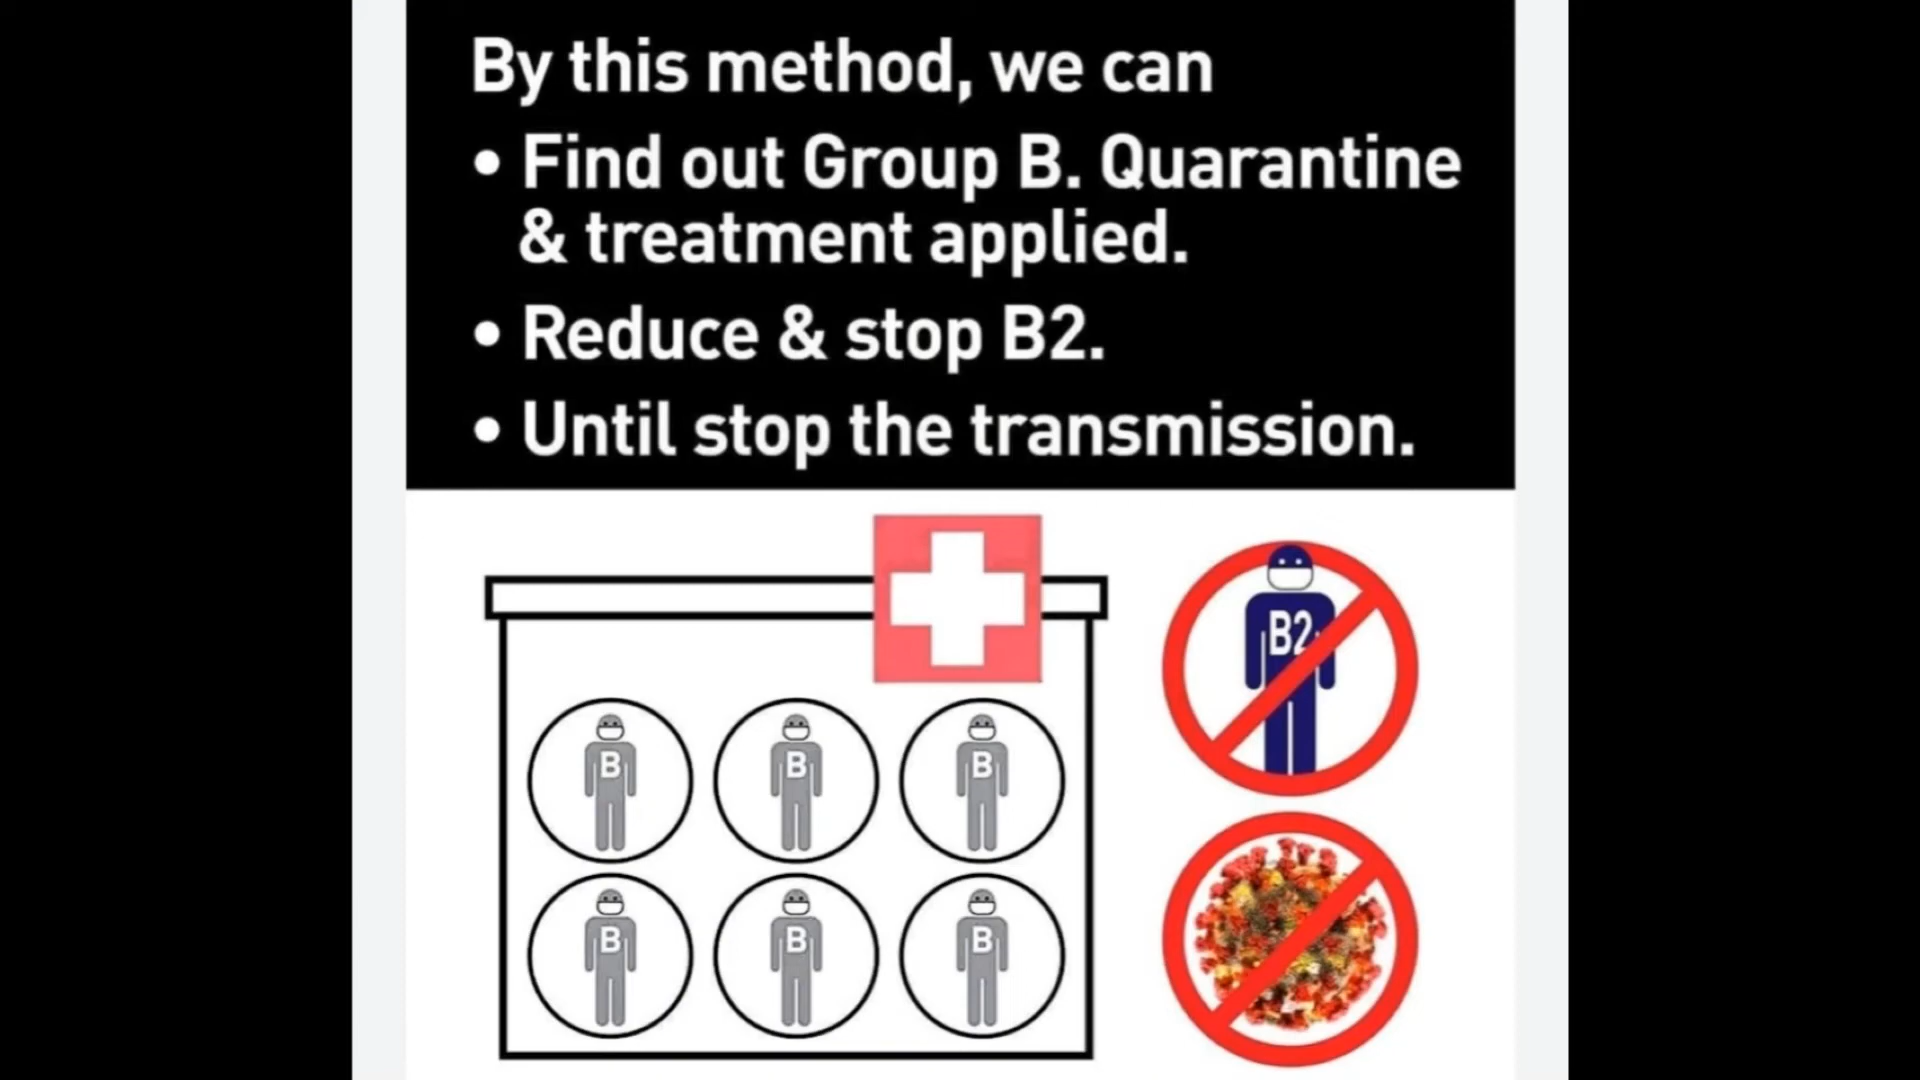 By this method, we can
• Find out Group B. Quarantine
& treatment applied.
• Reduce & stop B2.
• Until stop the transmission.
B2
B B B
B B B